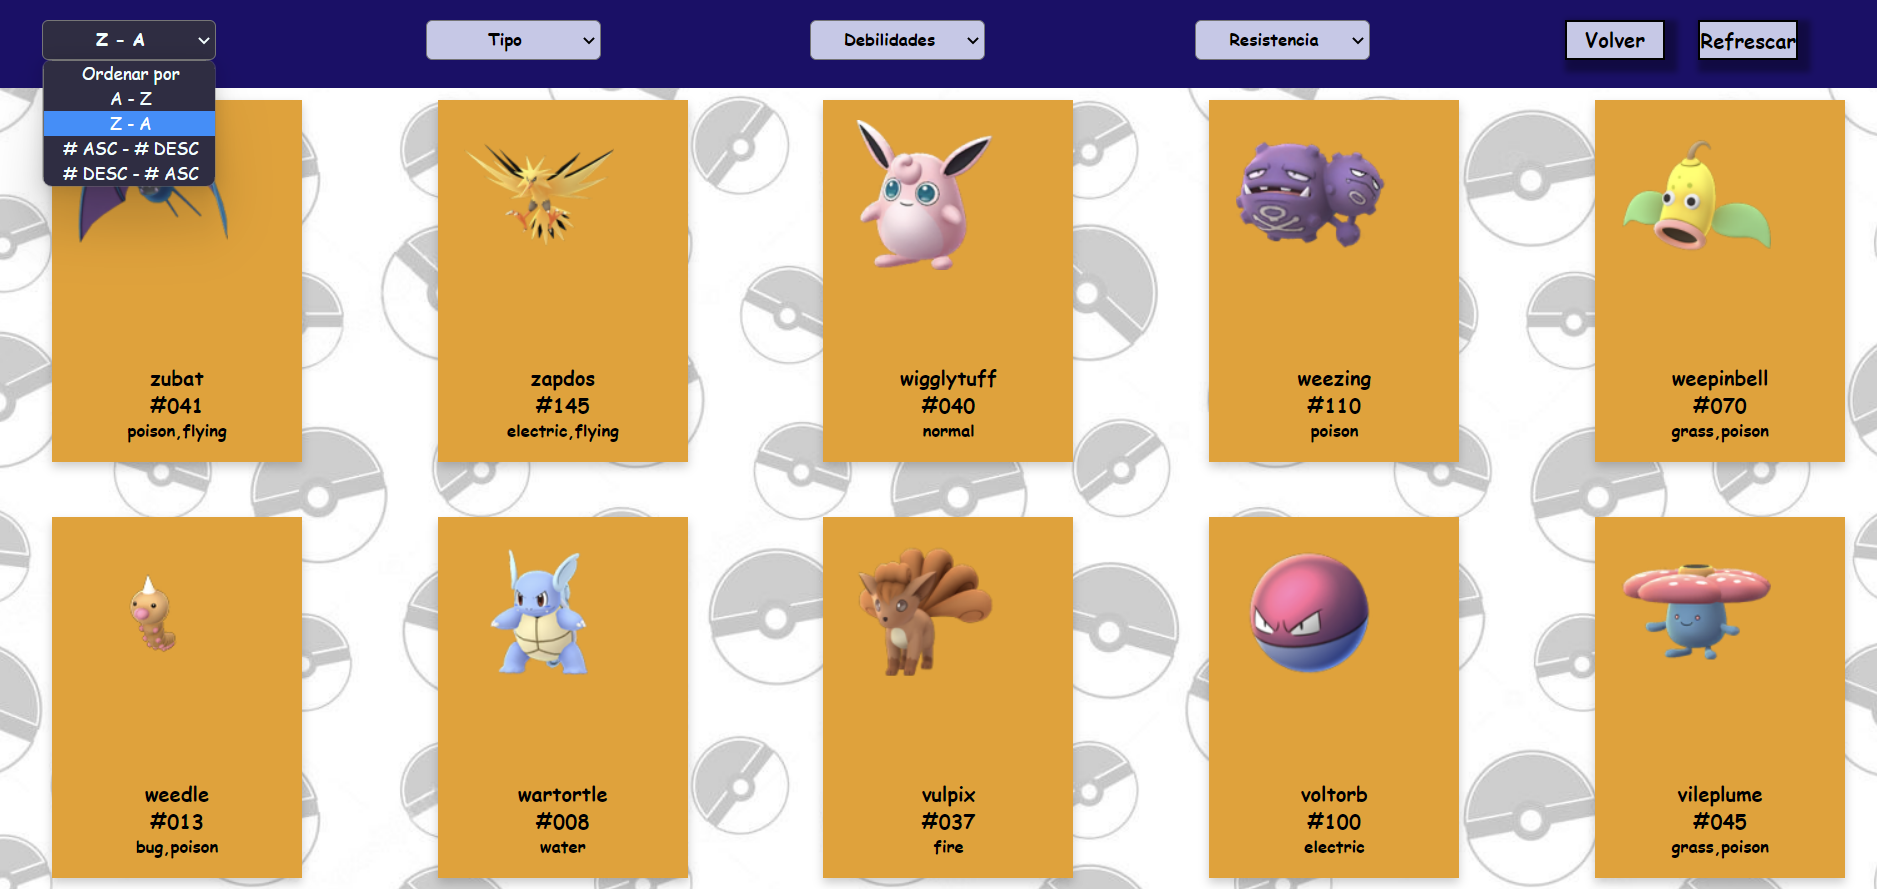 Z - A
Tipo
Debilidades
Resistencia
Volver
Refrescar
Ordenar por
A - Z
Z - A
# ASC - # DESC
# DESC - # ASC
zubat
#041
poison,flying
zapdos
#145
electric,flying
wigglytuff
#040
normal
weezing
#110
poison
weepinbell
#070
grass,poison
weedle
#013
bug,poison
wartortle
#008
water
vulpix
#037
fire
voltorb
#100
electric
vileplume
#045
grass,poison